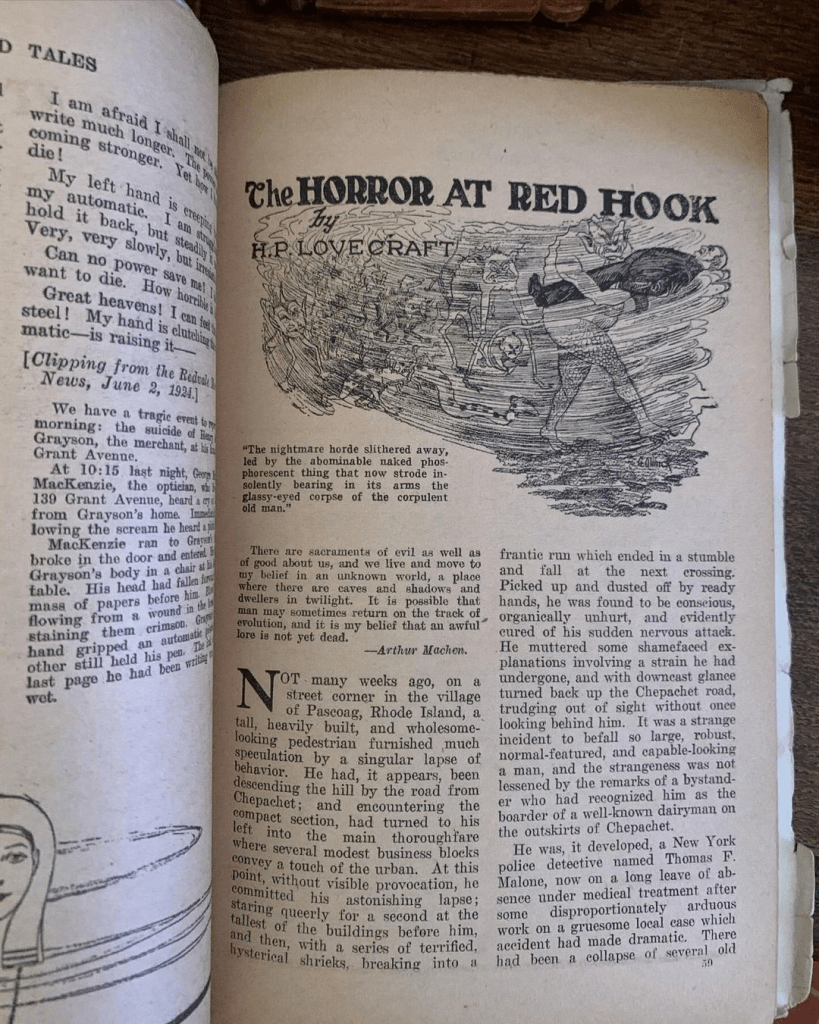 D TALES
I am afraid I shall not
write much longer. The
coming stronger. Yet how I
die!
My left hand is creeping
my automatic. I am
hold it back, but steadily
Very, very slowly, but
Can no power save me!
want to die. How horrible
Great heavens! I can feel
steel! My hand is clutching
matic—is raising it—
[Clipping from the
News, June 2, 1924.]
We have a tragic event to
morning: the suicide of
Grayson, the merchant, at his
Grant Avenue.
At 10:15 last night, George
MacKenzie, the optician,
139 Grant Avenue, heard a
from Grayson's home.
lowing the scream he heard a
MacKenzie ran to Grayson's
broke in the door and entered.
Grayson's body in a chair at
table. His head had fallen
mass of papers before him.
flowing from a wound in the
staining them crimson.
hand gripped an automatic
other still held his pen. The
last page he had been writing
wet.
The HORROR AT RED HOOK
by
H.P. LOVECRAFT
"The nightmare horde slithered away,
led by the abominable naked phos-
phorescent thing that now strode in-
solently bearing in its arms the
glassy-eyed corpse of the corpulent
old man."
There are sacraments of evil as well as
of good about us, and we live and move to
my belief in an unknown world, a place
where there are caves and shadows and
dwellers in twilight. It is possible that
man may sometimes return on the track of
evolution, and it is my belief that an awful
lore is not yet dead.
—Arthur Machen.
NOT many weeks ago, on a
street corner in the village
of Pascoag, Rhode Island, a
tall, heavily built, and wholesome-
looking pedestrian furnished much
speculation by a singular lapse of
behavior. He had, it appears, been
descending the hill by the road from
Chepachet; and encountering the
compact section, had turned to his
left into the main thoroughfare
where several modest business blocks
convey a touch of the urban. At this
point, without visible provocation, he
committed his astonishing lapse;
staring queerly for a second at the
tallest of the buildings before him,
and then, with a series of terrified,
hysterical shrieks, breaking into a
frantic run which ended in a stumble
and fall at the next crossing.
Picked up and dusted off by ready
hands, he was found to be conscious,
organically unhurt, and evidently
cured of his sudden nervous attack.
He muttered some shamefaced ex-
planations involving a strain he had
undergone, and with downcast glance
turned back up the Chepachet road,
trudging out of sight without once
looking behind him. It was a strange
incident to befall so large, robust,
normal-featured, and capable-looking
a man, and the strangeness was not
lessened by the remarks of a bystand-
er who had recognized him as the
boarder of a well-known dairyman on
the outskirts of Chepachet.
He was, it developed, a New York
police detective named Thomas F.
Malone, now on a long leave of ab-
sence under medical treatment after
some disproportionately arduous
work on a gruesome local case which
accident had made dramatic. There
had been a collapse of several old
59